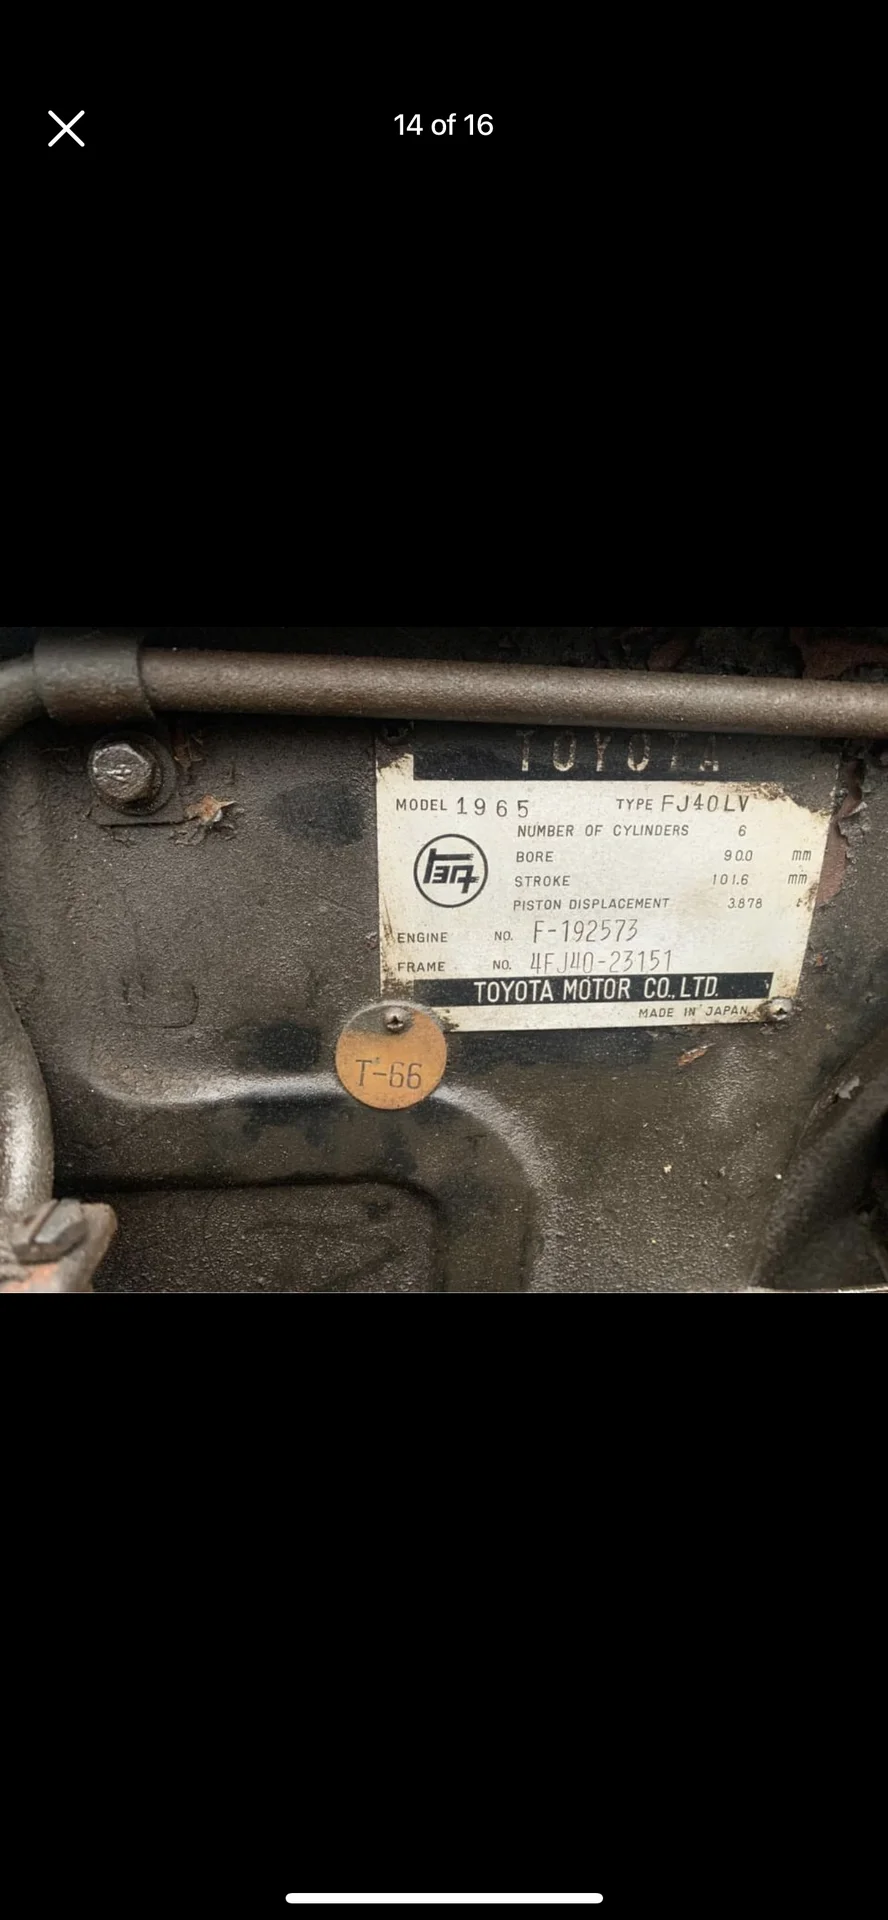 14 of 16
TOYOTA
MODEL 1965 TYPE FJ40LV
NUMBER OF CYLINDERS 6
BORE 90.0 mm
STROKE 101.6 mm
PISTON DISPLACEMENT 3.878
ENGINE NO. F-192573
FRAME NO. 4FJ40-23151
TOYOTA MOTOR CO., LTD.
MADE IN JAPAN
T-66